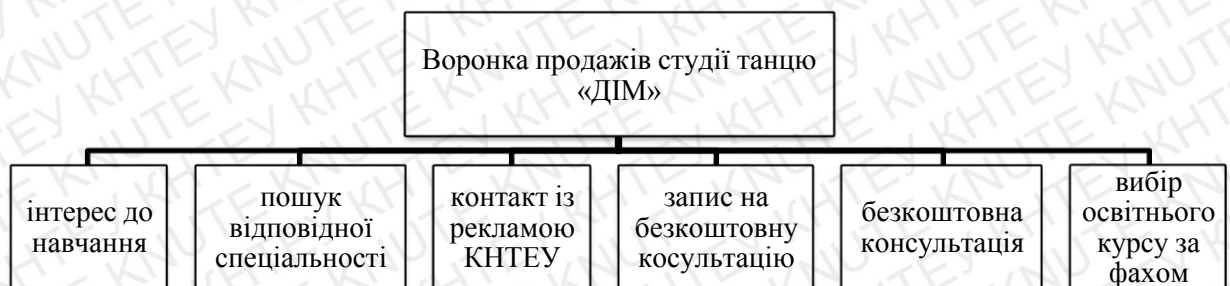 Воронка продажів студії танцю
«ДІМ»
інтерес до
навчання
пошук
відповідної
спеціальності
контакт із
рекламою
КНТЕУ
запис на
безкоштовну
косультацію
безкоштовна
консультація
вибір
освітнього
курсу за
фахом